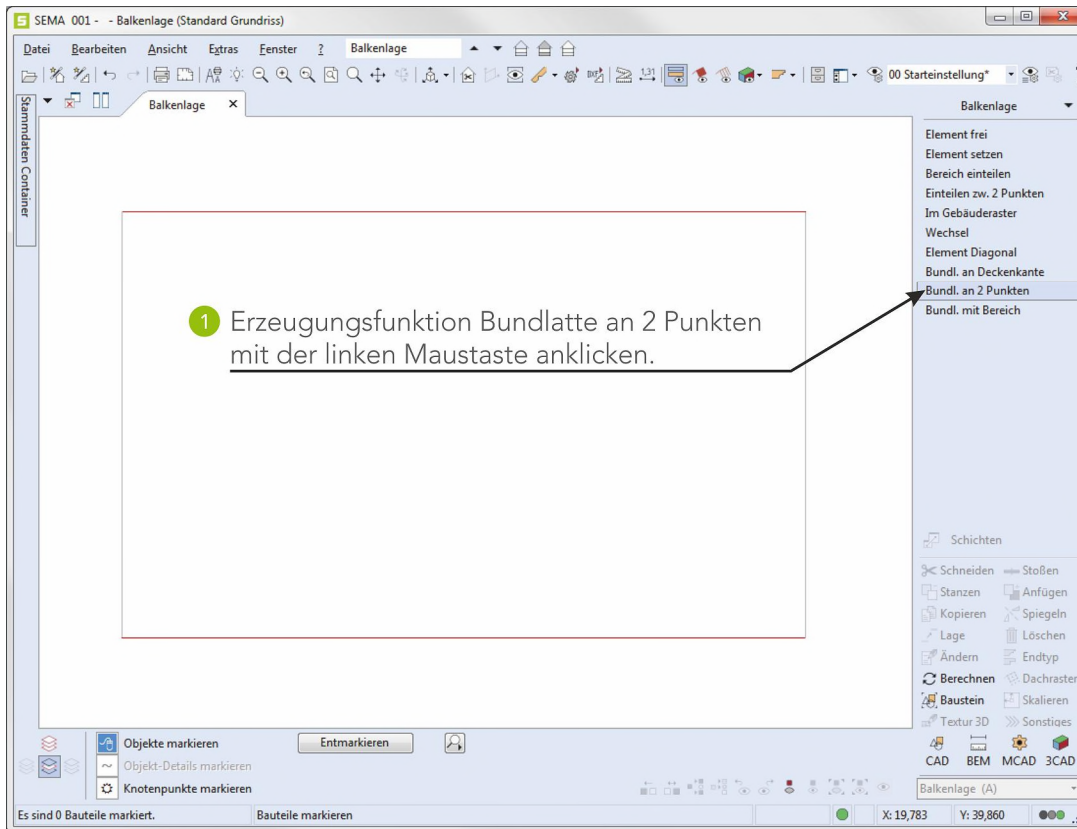 SEMA 001 - - Balkenlage (Standard Grundriss)
Datei Bearbeiten Ansicht Extras Fenster ? Balkenlage
00 Starteinstellung*
Stammdaten Container
Balkenlage
Balkenlage
Element frei
Element setzen
Bereich einteilen
Einteilen zw. 2 Punkten
Im Gebäuderaster
Wechsel
Element Diagonal
Bundl. an Deckenkante
Bundl. an 2 Punkten
Bundl. mit Bereich
1 Erzeugungsfunktion Bundlatte an 2 Punkten
mit der linken Maustaste anklicken.
Schichten
Schneiden Stoßen
Stanzen Anfügen
Kopieren Spiegeln
Lage Löschen
Ändern Endtyp
Berechnen Dachraster
Baustein Skalieren
Textur 3D Sonstiges
CAD BEM MCAD 3CAD
Balkenlage (A)
Objekte markieren Entmarkieren
Objekt-Details markieren
Knotenpunkte markieren
Es sind 0 Bauteile markiert. Bauteile markieren X: 19,783 Y: 39,860